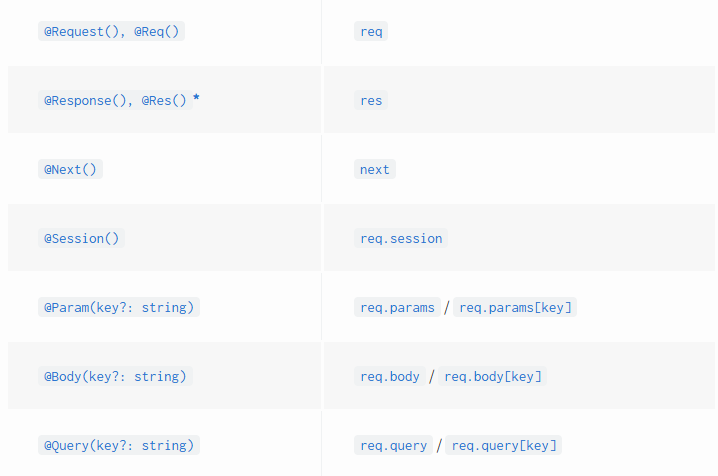 @Request(), @Req() req
@Response(), @Res() * res
@Next() next
@Session() req.session
@Param(key?: string) req.params / req.params[key]
@Body(key?: string) req.body / req.body[key]
@Query(key?: string) req.query / req.query[key]